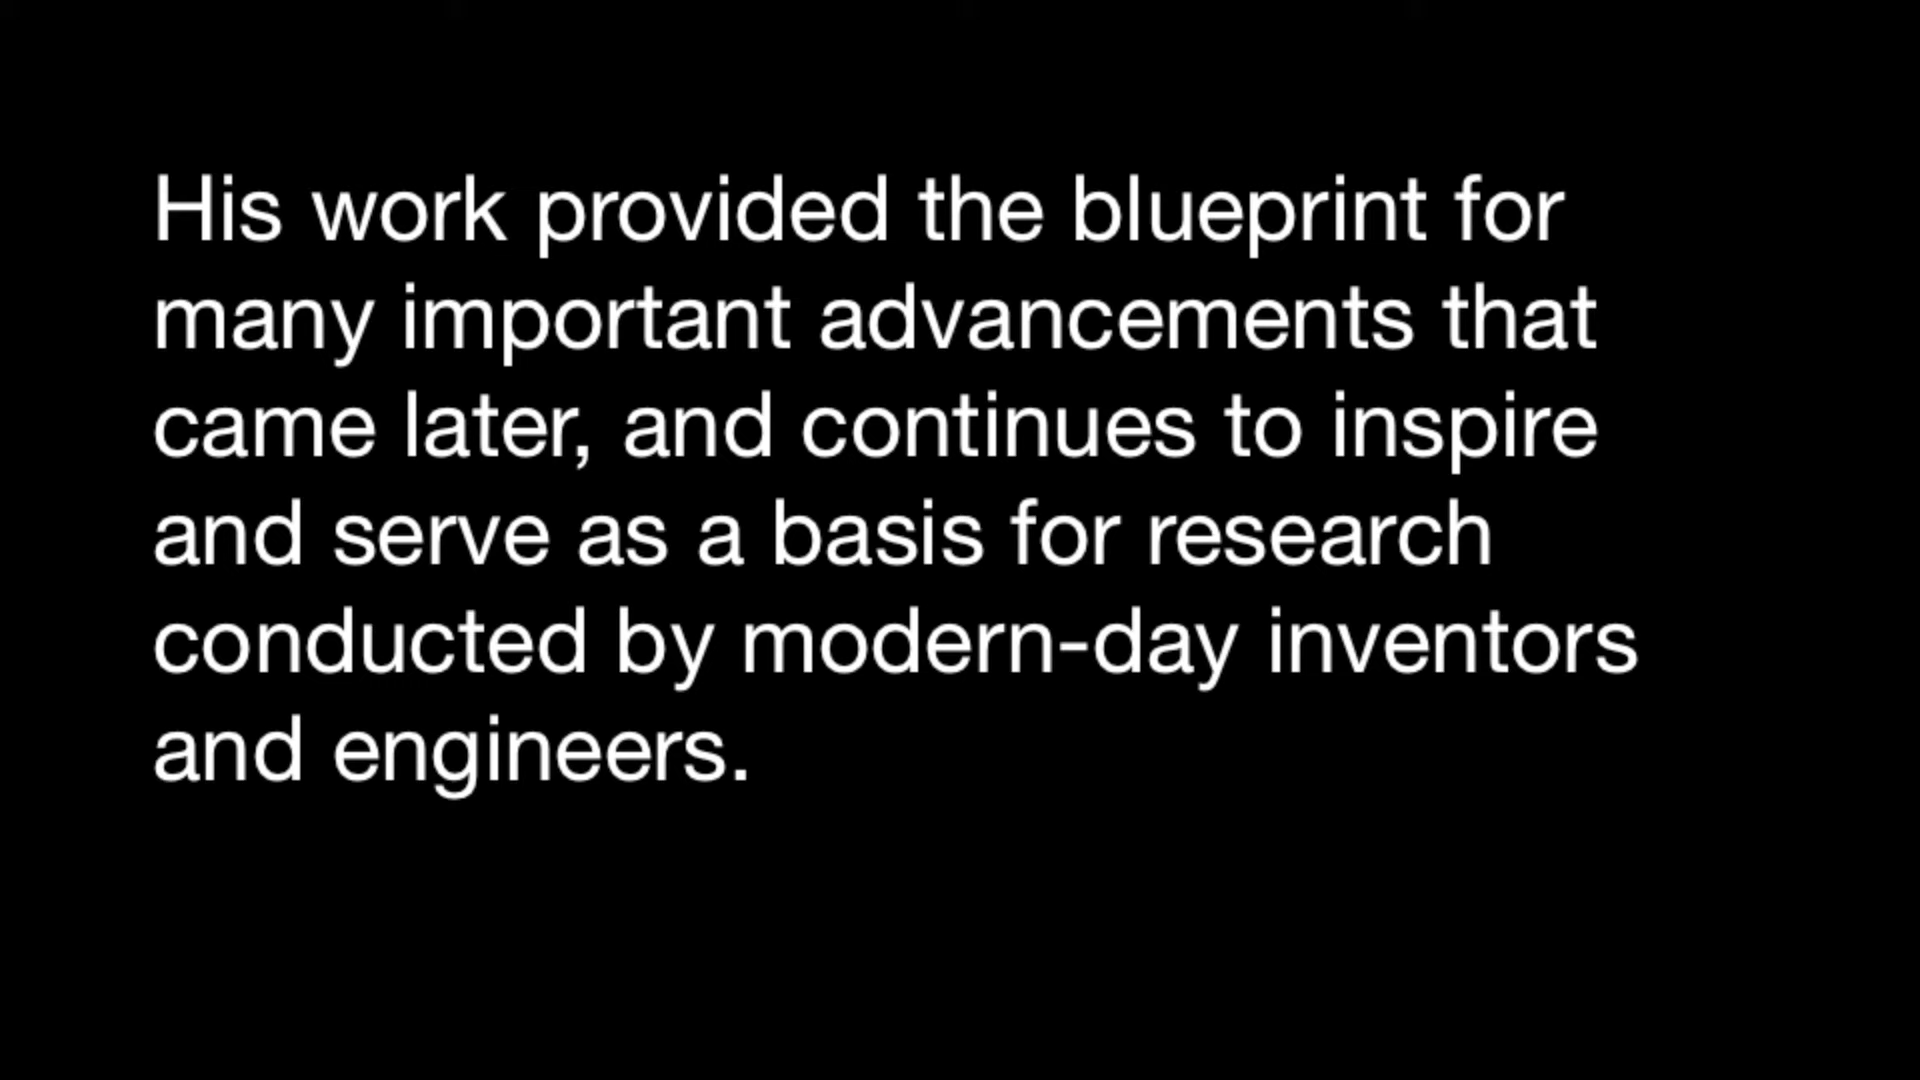 His work provided the blueprint for
many important advancements that
came later, and continues to inspire
and serve as a basis for research
conducted by modern-day inventors
and engineers.